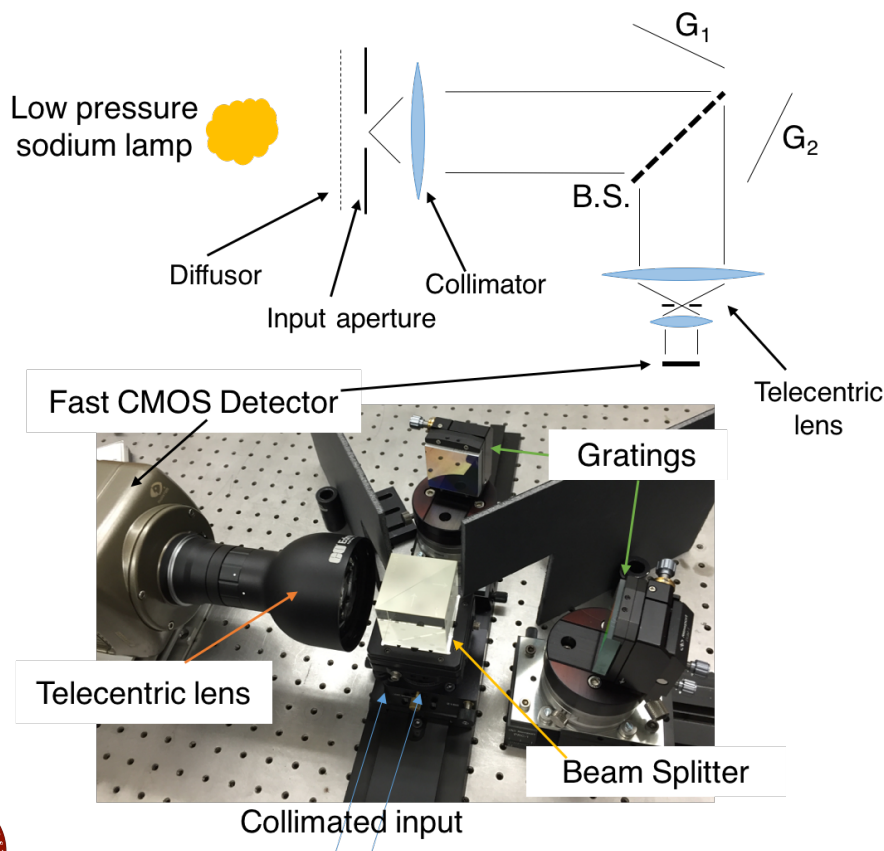 G1
Low pressure
sodium lamp
G2
B.S.
Diffusor
Collimator
Input aperture
Telecentric
lens
Fast CMOS Detector
Gratings
Telecentric lens
Beam Splitter
Collimated input